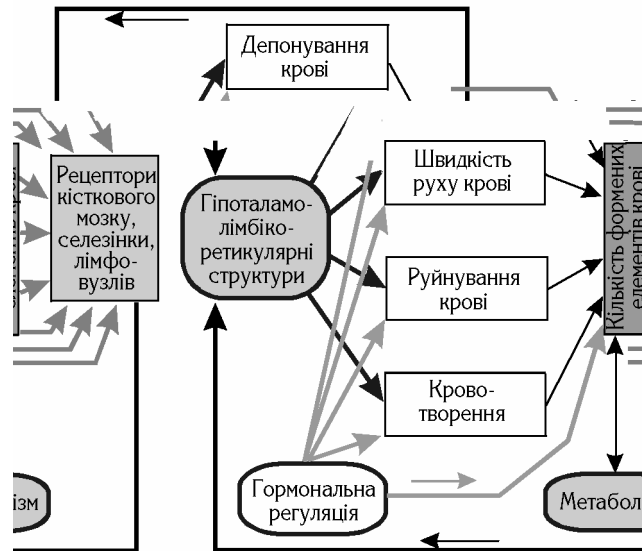 Депонування
крові
Рецептори
кісткового
мозку,
селезінки,
лімфо-
вузлів
Гіпоталамо-
лімбіко-
ретикулярні
структури
Швидкість
руху крові
Руйнування
крові
Крово-
творення
Гормональна
регуляція
Кількість формених
елементів крові
ізм
Метабол